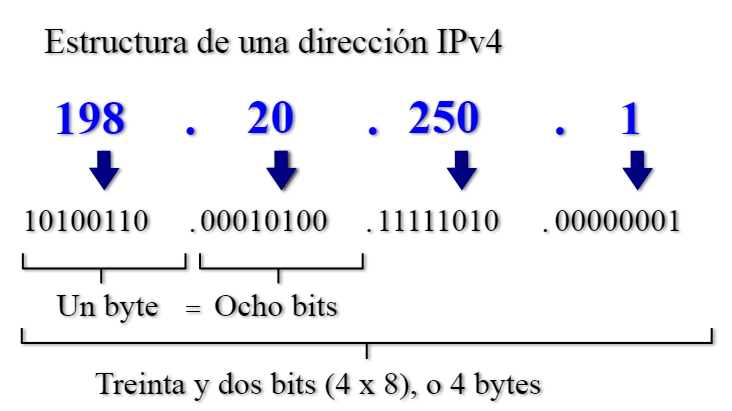 Estructura de una dirección IPv4
198 . 20 . 250 . 1
10100110 .00010100 .11111010 .00000001
Un byte = Ocho bits
Treinta y dos bits (4 x 8), o 4 bytes